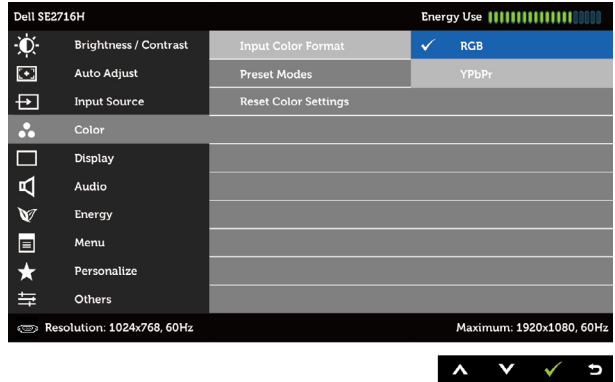 Dell SE2716H Energy Use
Brightness / Contrast Input Color Format RGB
Auto Adjust Preset Modes YPbPr
Input Source Reset Color Settings
Color
Display
Audio
Energy
Menu
Personalize
Others
Resolution: 1024x768, 60Hz Maximum: 1920x1080, 60Hz